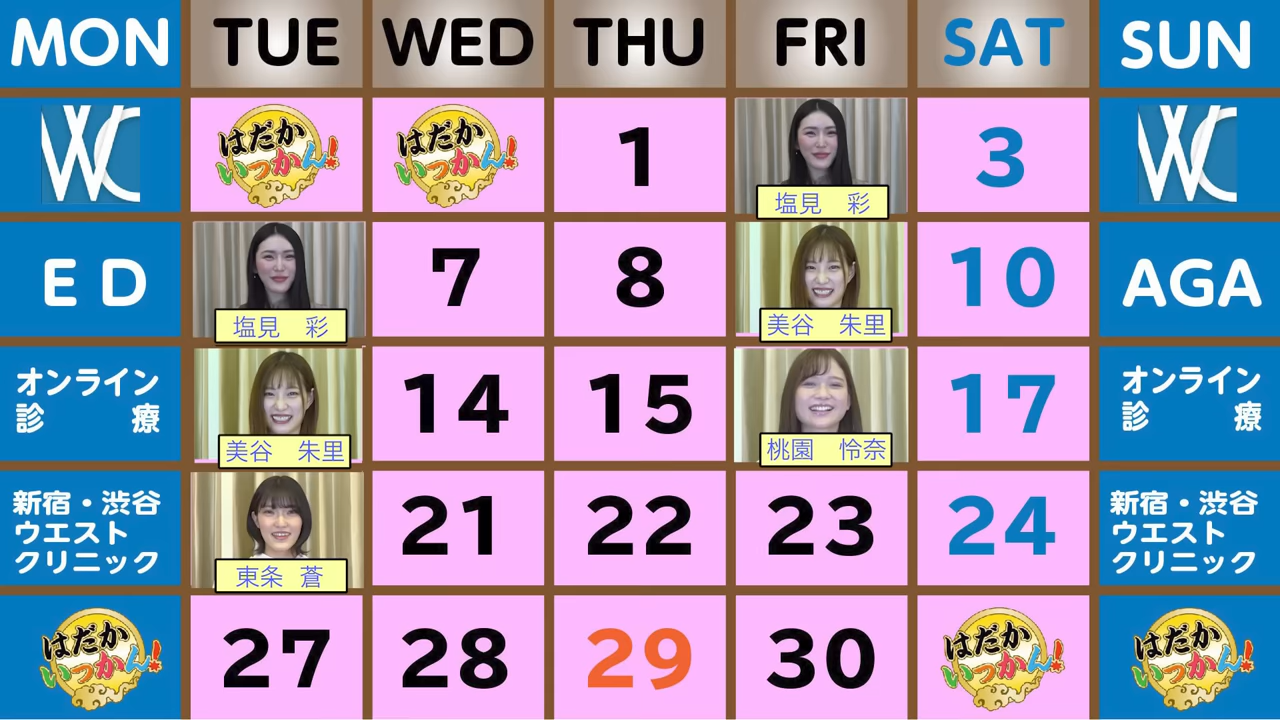 MON TUE WED THU FRI SAT SUN
WC はだか いっかん! はだか いっかん! 1 塩見 彩 3 WC
ED 塩見 彩 7 8 美谷 朱里 10 AGA
オンライン
診 療
美谷 朱里 14 15 桃園 怜奈 17
オンライン
診 療
新宿・渋谷
ウエスト
クリニック
東条 蒼 21 22 23 24
新宿・渋谷
ウエスト
クリニック
はだか
いっかん!
27 28 29 30
はだか
いっかん!
はだか
いっかん!